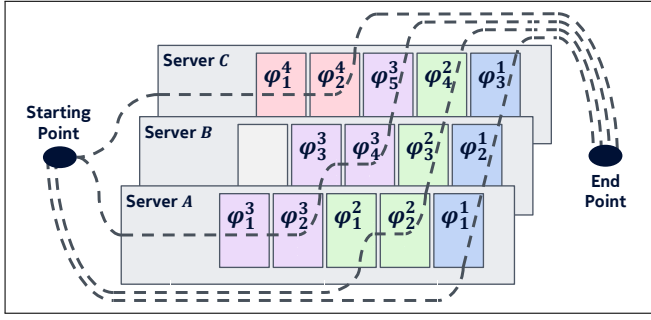 Server C φ₁⁴ φ₂⁴ φ₅³ φ₄² φ₃¹
Starting
Point
Server B φ₃³ φ₄³ φ₃² φ₂¹
End
Point
Server A φ₁³ φ₂³ φ₁² φ₂² φ₁¹